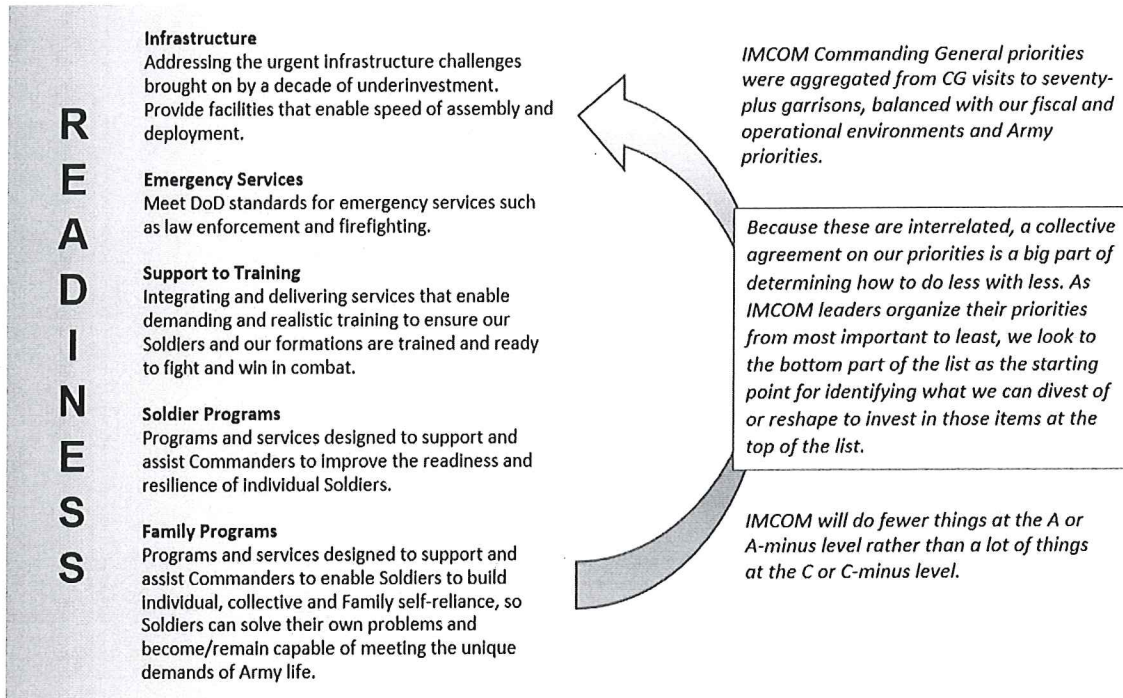 READINESS
Infrastructure
Addressing the urgent infrastructure challenges
brought on by a decade of underinvestment.
Provide facilities that enable speed of assembly and
deployment.
Emergency Services
Meet DoD standards for emergency services such
as law enforcement and firefighting.
Support to Training
Integrating and delivering services that enable
demanding and realistic training to ensure our
Soldiers and our formations are trained and ready
to fight and win in combat.
Soldier Programs
Programs and services designed to support and
assist Commanders to improve the readiness and
resilience of individual Soldiers.
Family Programs
Programs and services designed to support and
assist Commanders to enable Soldiers to build
individual, collective and Family self-reliance, so
Soldiers can solve their own problems and
become/remain capable of meeting the unique
demands of Army life.
IMCOM Commanding General priorities
were aggregated from CG visits to seventy-
plus garrisons, balanced with our fiscal and
operational environments and Army
priorities.
Because these are interrelated, a collective
agreement on our priorities is a big part of
determining how to do less with less. As
IMCOM leaders organize their priorities
from most important to least, we look to
the bottom part of the list as the starting
point for identifying what we can divest of
or reshape to invest in those items at the
top of the list.
IMCOM will do fewer things at the A or
A-minus level rather than a lot of things
at the C or C-minus level.